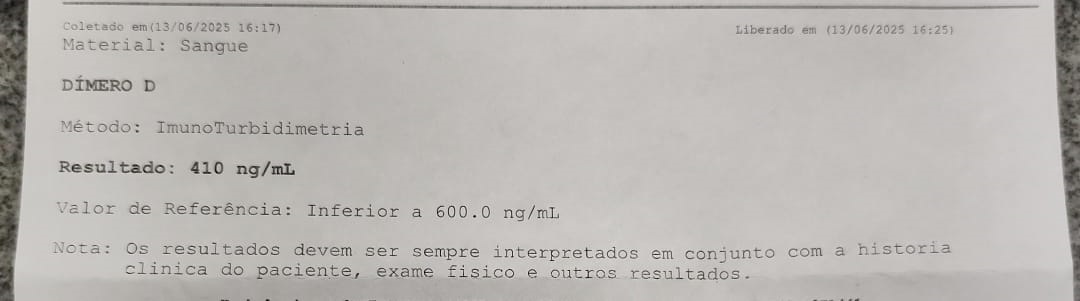 Coletado em(13/06/2025 16:17)
Liberado em (13/06/2025 16:25)
Material: Sangue
DÍMERO D
Método: ImunoTurbidimetria
Resultado: 410 ng/mL
Valor de Referência: Inferior a 600.0 ng/mL
Nota: Os resultados devem ser sempre interpretados em conjunto com a historia
clinica do paciente, exame fisico e outros resultados.